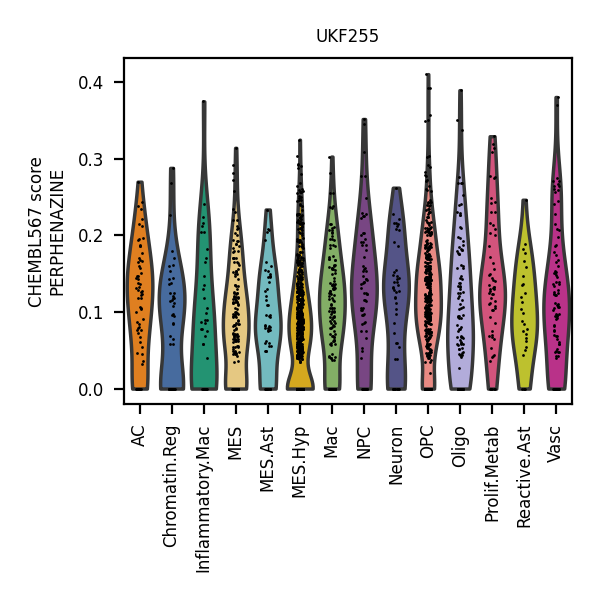 UKF255
CHEMBL567 score
PERPHENAZINE
0.4
0.3
0.2
0.1
0.0
AC
Chromatin.Reg
Inflammatory.Mac
MES
MES.Ast
MES.Hyp
Mac
NPC
Neuron
OPC
Oligo
Prolif.Metab
Reactive.Ast
Vasc